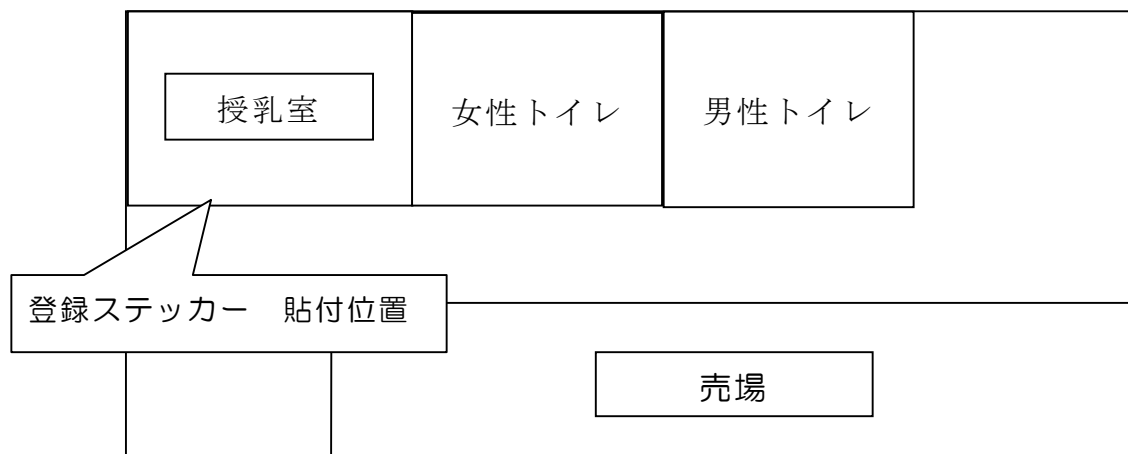 授乳室
女性トイレ
男性トイレ
登録ステッカー　貼付位置
売場